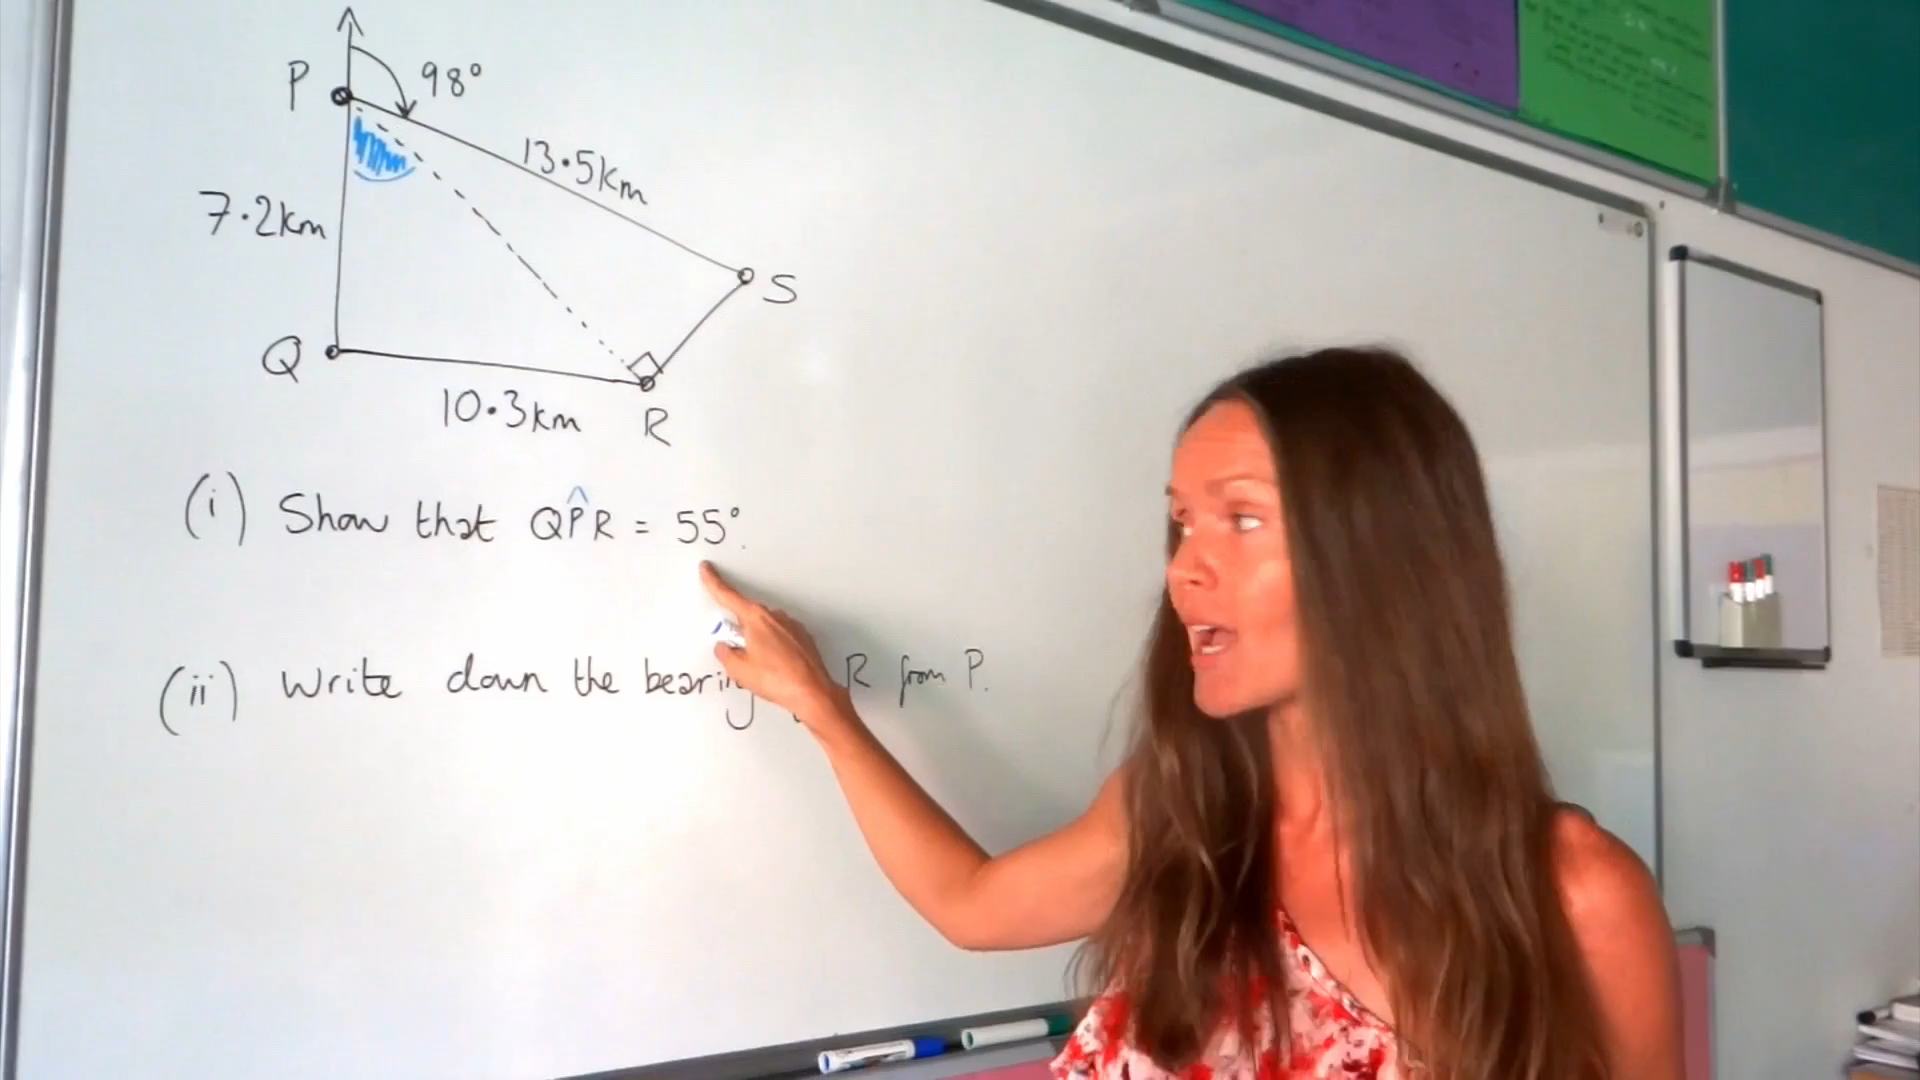 P
98°
13.5km
7.2km
S
Q
10.3km
R
(i) Show that QP̂R = 55°.
(ii) Write down the bearing R from P.